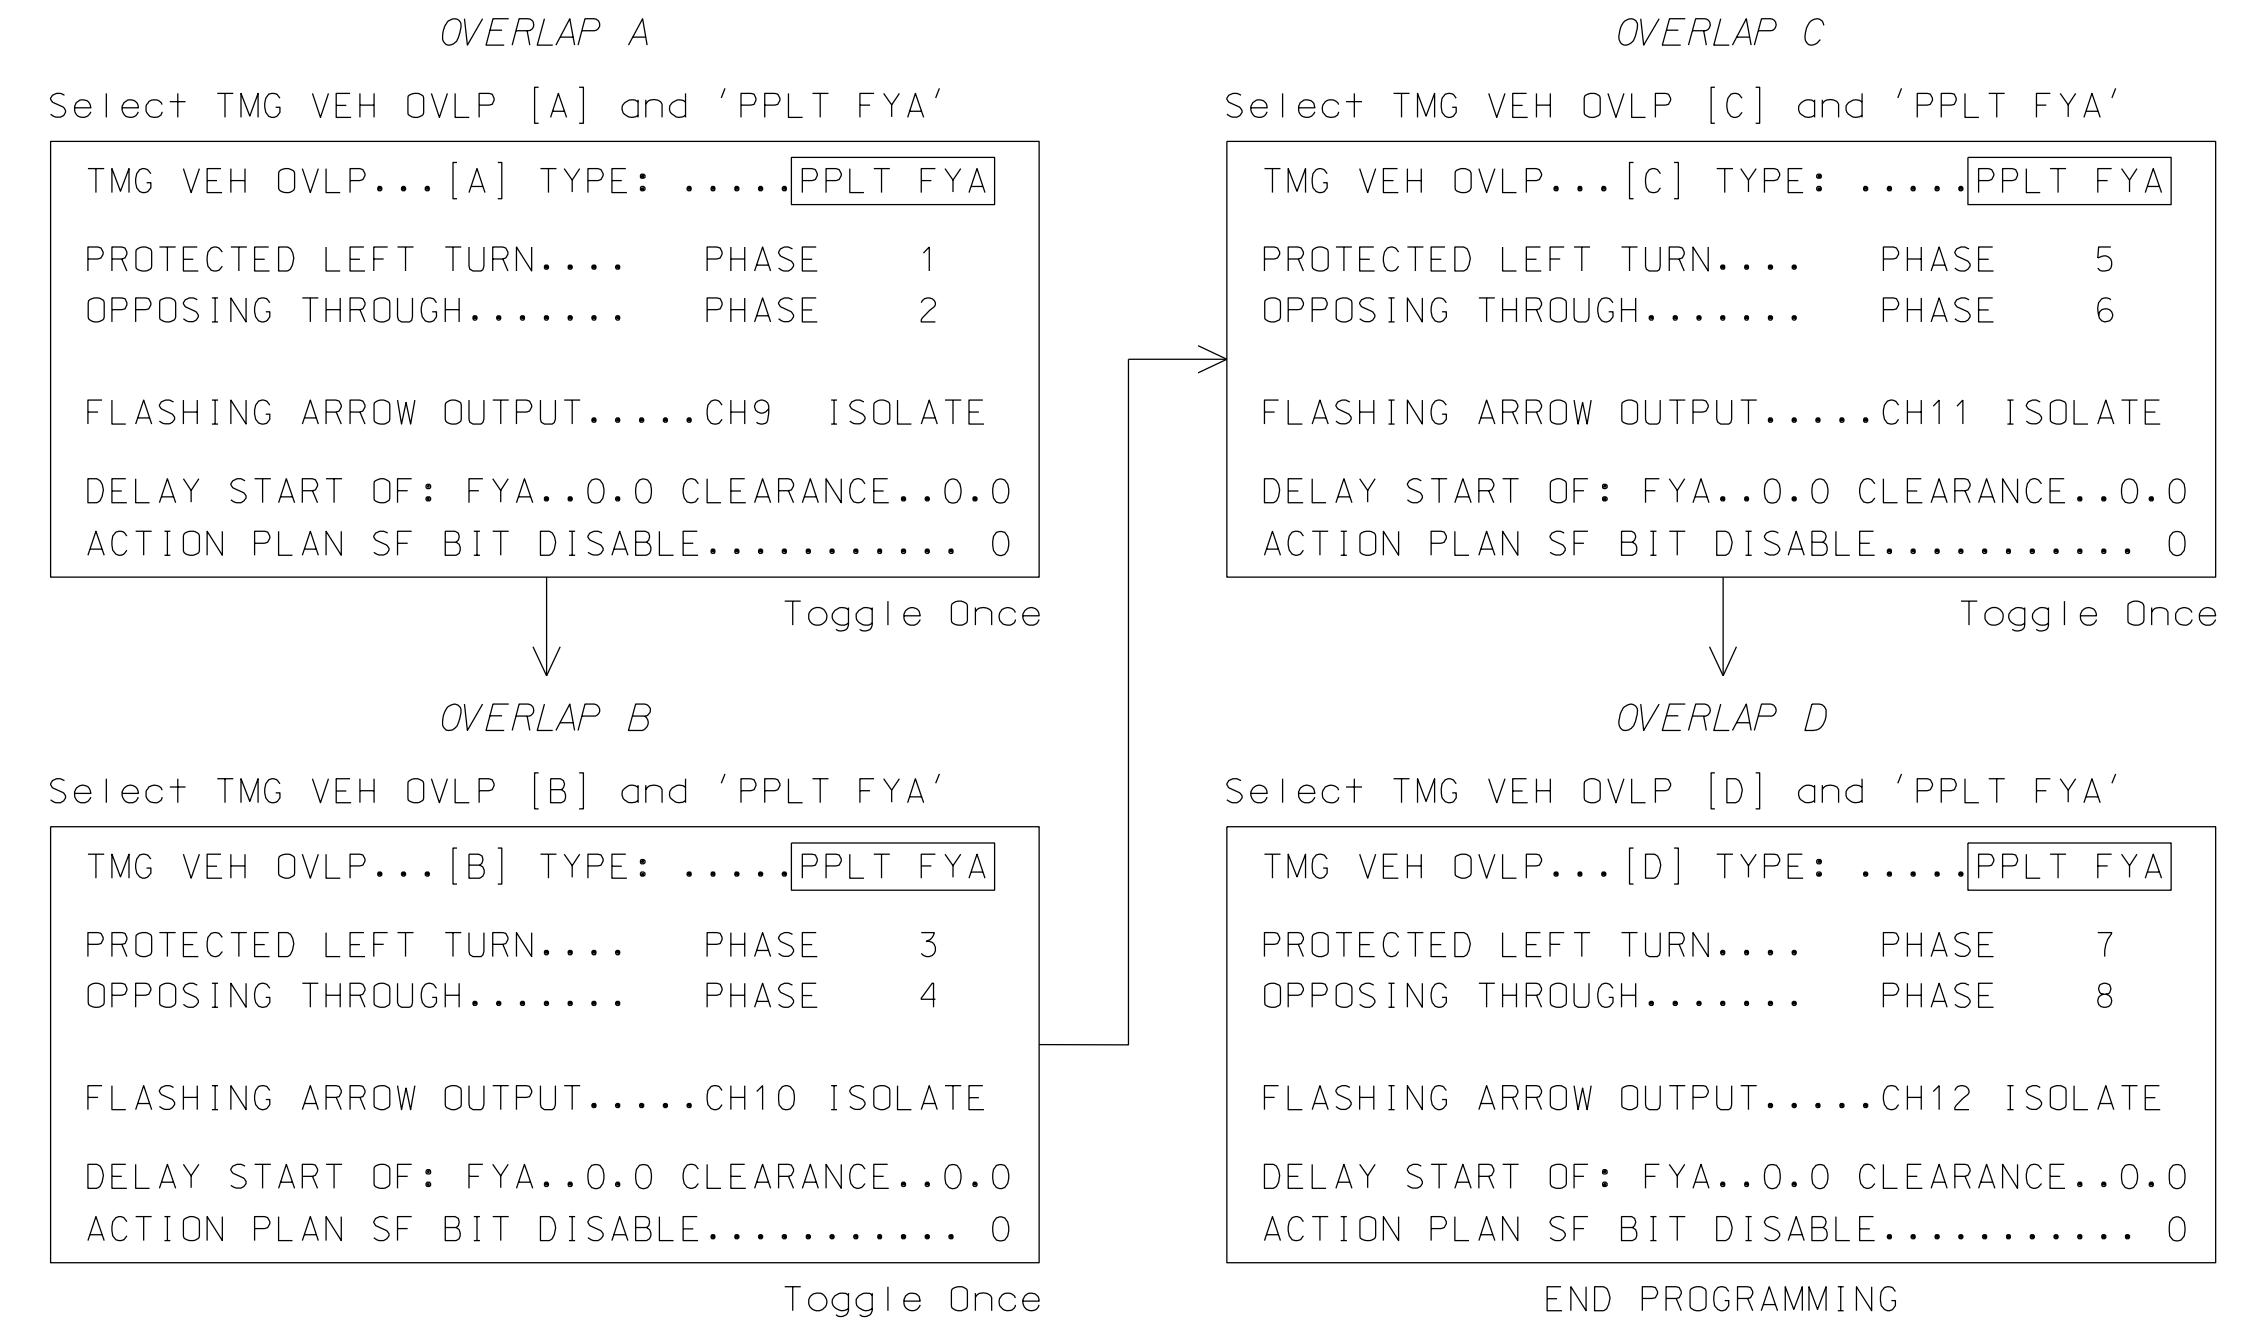 OVERLAP A
Select TMG VEH OVLP [A] and 'PPLT FYA'
TMG VEH OVLP...[A] TYPE: .....PPLT FYA
PROTECTED LEFT TURN.... PHASE 1
OPPOSING THROUGH....... PHASE 2
FLASHING ARROW OUTPUT.....CH9 ISOLATE
DELAY START OF: FYA..0.0 CLEARANCE..0.0
ACTION PLAN SF BIT DISABLE........... 0
Toggle Once
OVERLAP B
Select TMG VEH OVLP [B] and 'PPLT FYA'
TMG VEH OVLP...[B] TYPE: .....PPLT FYA
PROTECTED LEFT TURN.... PHASE 3
OPPOSING THROUGH....... PHASE 4
FLASHING ARROW OUTPUT.....CH10 ISOLATE
DELAY START OF: FYA..0.0 CLEARANCE..0.0
ACTION PLAN SF BIT DISABLE........... 0
Toggle Once
OVERLAP C
Select TMG VEH OVLP [C] and 'PPLT FYA'
TMG VEH OVLP...[C] TYPE: .....PPLT FYA
PROTECTED LEFT TURN.... PHASE 5
OPPOSING THROUGH....... PHASE 6
FLASHING ARROW OUTPUT.....CH11 ISOLATE
DELAY START OF: FYA..0.0 CLEARANCE..0.0
ACTION PLAN SF BIT DISABLE........... 0
Toggle Once
OVERLAP D
Select TMG VEH OVLP [D] and 'PPLT FYA'
TMG VEH OVLP...[D] TYPE: .....PPLT FYA
PROTECTED LEFT TURN.... PHASE 7
OPPOSING THROUGH....... PHASE 8
FLASHING ARROW OUTPUT.....CH12 ISOLATE
DELAY START OF: FYA..0.0 CLEARANCE..0.0
ACTION PLAN SF BIT DISABLE........... 0
END PROGRAMMING